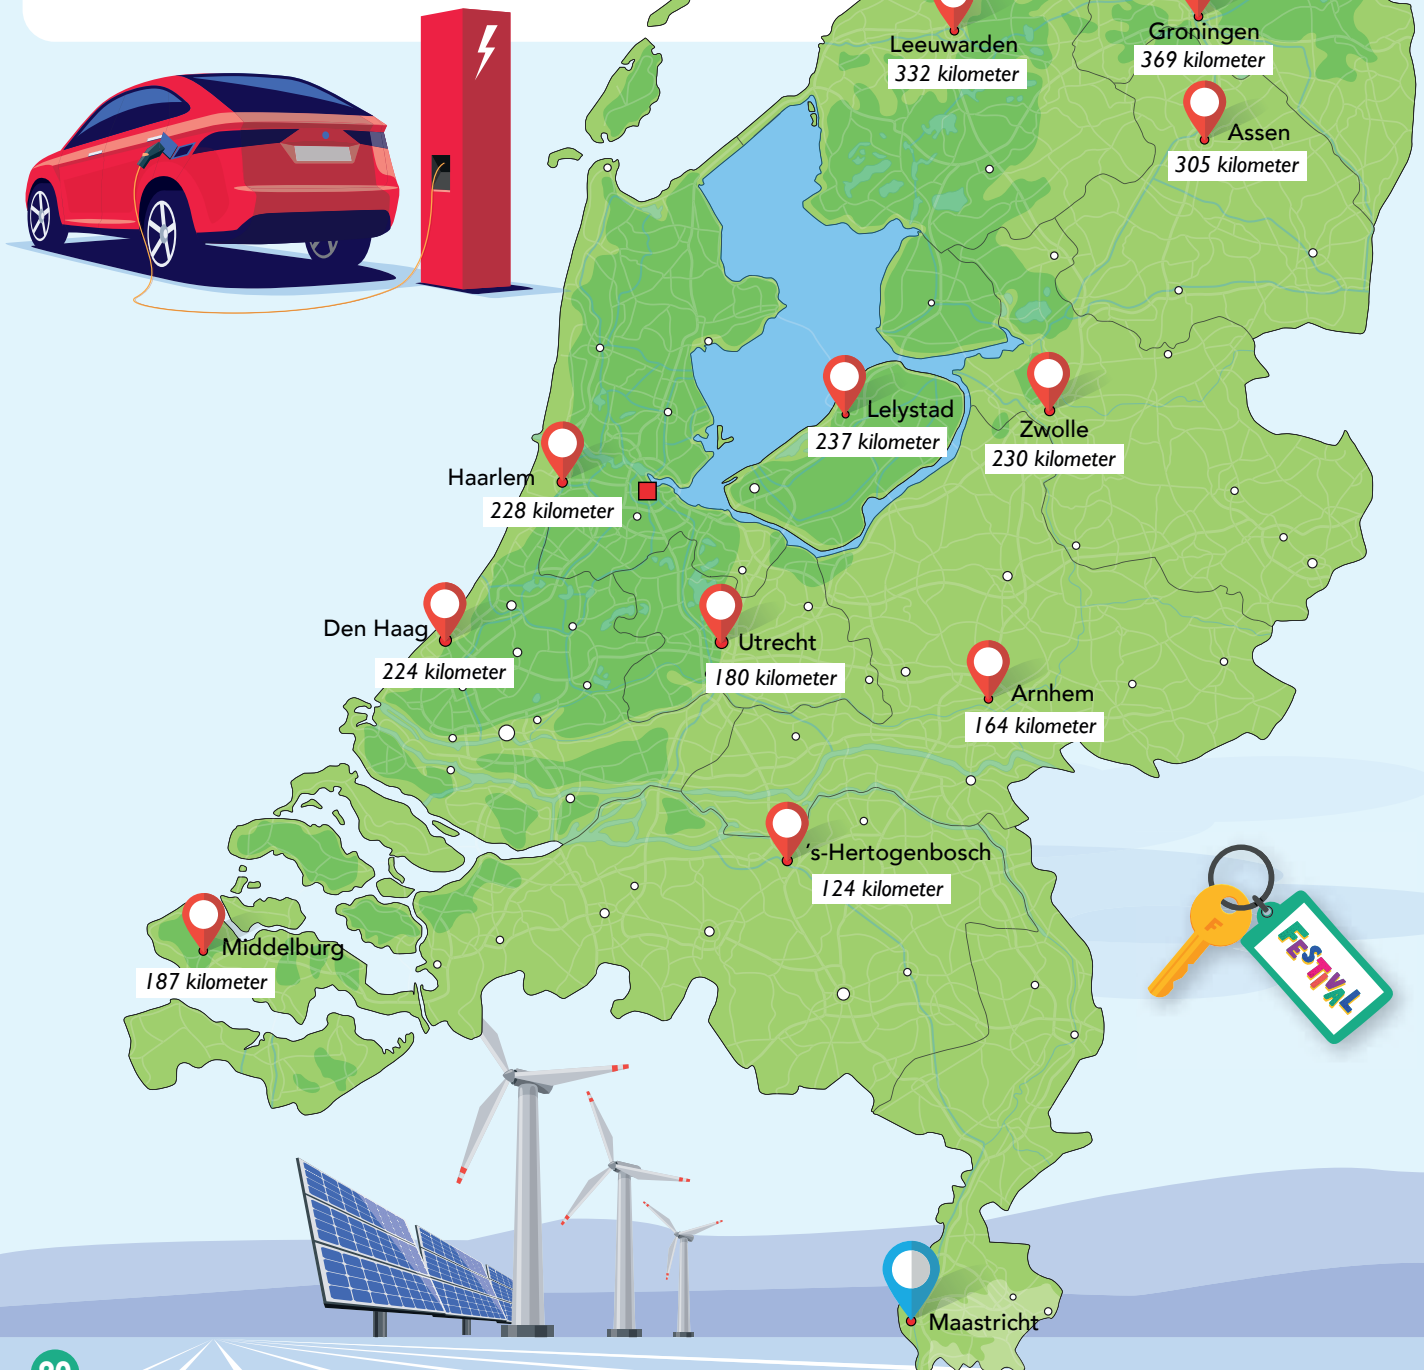 Leeuwarden
332 kilometer
Groningen
369 kilometer
Assen
305 kilometer
Lelystad
237 kilometer
Zwolle
230 kilometer
Haarlem
228 kilometer
Den Haag
224 kilometer
Utrecht
180 kilometer
Arnhem
164 kilometer
's-Hertogenbosch
124 kilometer
Middelburg
187 kilometer
F
FESTIVAL
Maastricht